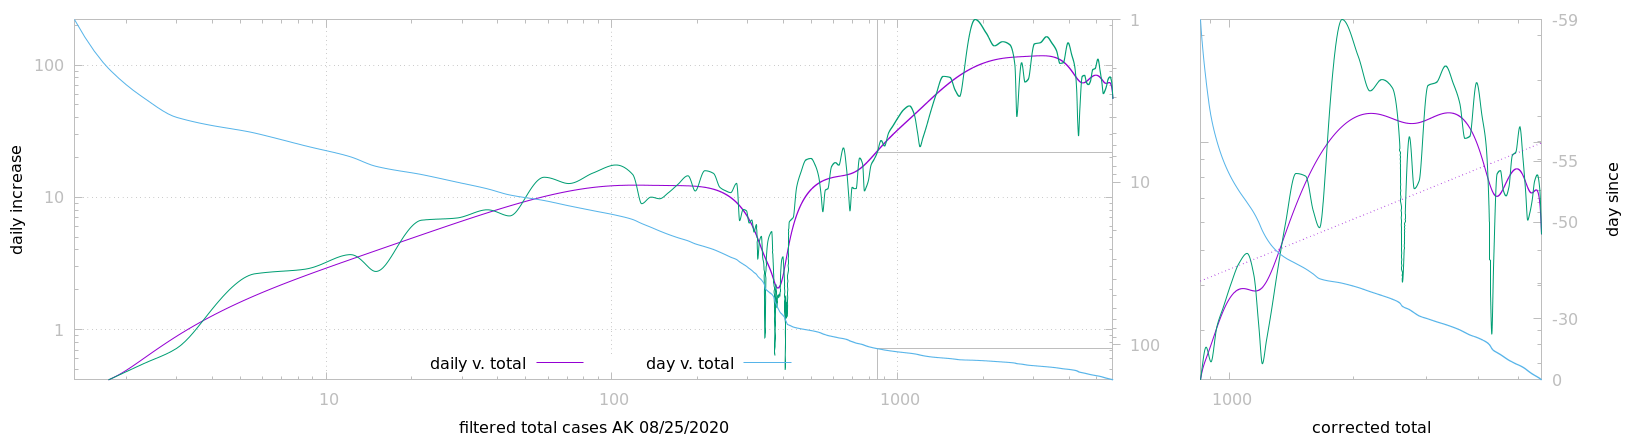 daily increase
100
10
1
daily v. total
day v. total
10
100
1000
filtered total cases AK 08/25/2020
1
10
100
1000
corrected total
-59
-55
-50
-30
0
day since